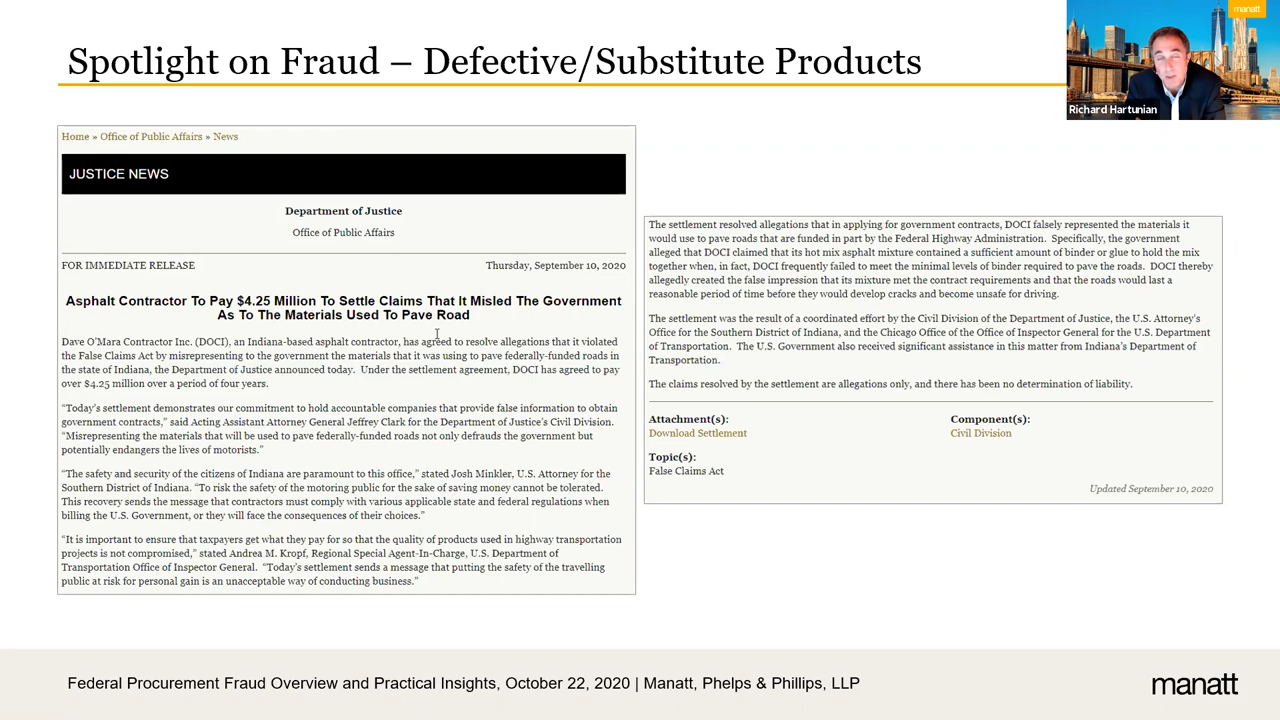 Spotlight on Fraud – Defective/Substitute Products
manatt
Richard Hartunian
Home » Office of Public Affairs » News
JUSTICE NEWS
Department of Justice
Office of Public Affairs
FOR IMMEDIATE RELEASE
Thursday, September 10, 2020
Asphalt Contractor To Pay $4.25 Million To Settle Claims That It Misled The Government
As To The Materials Used To Pave Road
Dave O’Mara Contractor Inc. (DOCI), an Indiana-based asphalt contractor, has agreed to resolve allegations that it violated
the False Claims Act by misrepresenting to the government the materials that it was using to pave federally-funded roads in
the state of Indiana, the Department of Justice announced today.  Under the settlement agreement, DOCI has agreed to pay
over $4.25 million over a period of four years.
“Today’s settlement demonstrates our commitment to hold accountable companies that provide false information to obtain
government contracts,” said Acting Assistant Attorney General Jeffrey Clark for the Department of Justice’s Civil Division.
“Misrepresenting the materials that will be used to pave federally-funded roads not only defrauds the government but
potentially endangers the lives of motorists.”
“The safety and security of the citizens of Indiana are paramount to this office,” stated Josh Minkler, U.S. Attorney for the
Southern District of Indiana. “To risk the safety of the motoring public for the sake of saving money cannot be tolerated.
This recovery sends the message that contractors must comply with various applicable state and federal regulations when
billing the U.S. Government, or they will face the consequences of their choices.”
“It is important to ensure that taxpayers get what they pay for so that the quality of products used in highway transportation
projects is not compromised,” stated Andrea M. Kropf, Regional Special Agent-In-Charge, U.S. Department of
Transportation Office of Inspector General.  “Today’s settlement sends a message that putting the safety of the travelling
public at risk for personal gain is an unacceptable way of conducting business.”
The settlement resolved allegations that in applying for government contracts, DOCI falsely represented the materials it
would use to pave roads that are funded in part by the Federal Highway Administration.  Specifically, the government
alleged that DOCI claimed that its hot mix asphalt mixture contained a sufficient amount of binder or glue to hold the mix
together when, in fact, DOCI frequently failed to meet the minimal levels of binder required to pave the roads.  DOCI thereby
allegedly created the false impression that its mixture met the contract requirements and that the roads would last a
reasonable period of time before they would develop cracks and become unsafe for driving.
The settlement was the result of a coordinated effort by the Civil Division of the Department of Justice, the U.S. Attorney’s
Office for the Southern District of Indiana, and the Chicago Office of the Office of Inspector General for the U.S. Department
of Transportation.  The U.S. Government also received significant assistance in this matter from Indiana’s Department of
Transportation.
The claims resolved by the settlement are allegations only, and there has been no determination of liability.
Attachment(s):
Download Settlement
Component(s):
Civil Division
Topic(s):
False Claims Act
Updated September 10, 2020
Federal Procurement Fraud Overview and Practical Insights, October 22, 2020 | Manatt, Phelps & Phillips, LLP
manatt